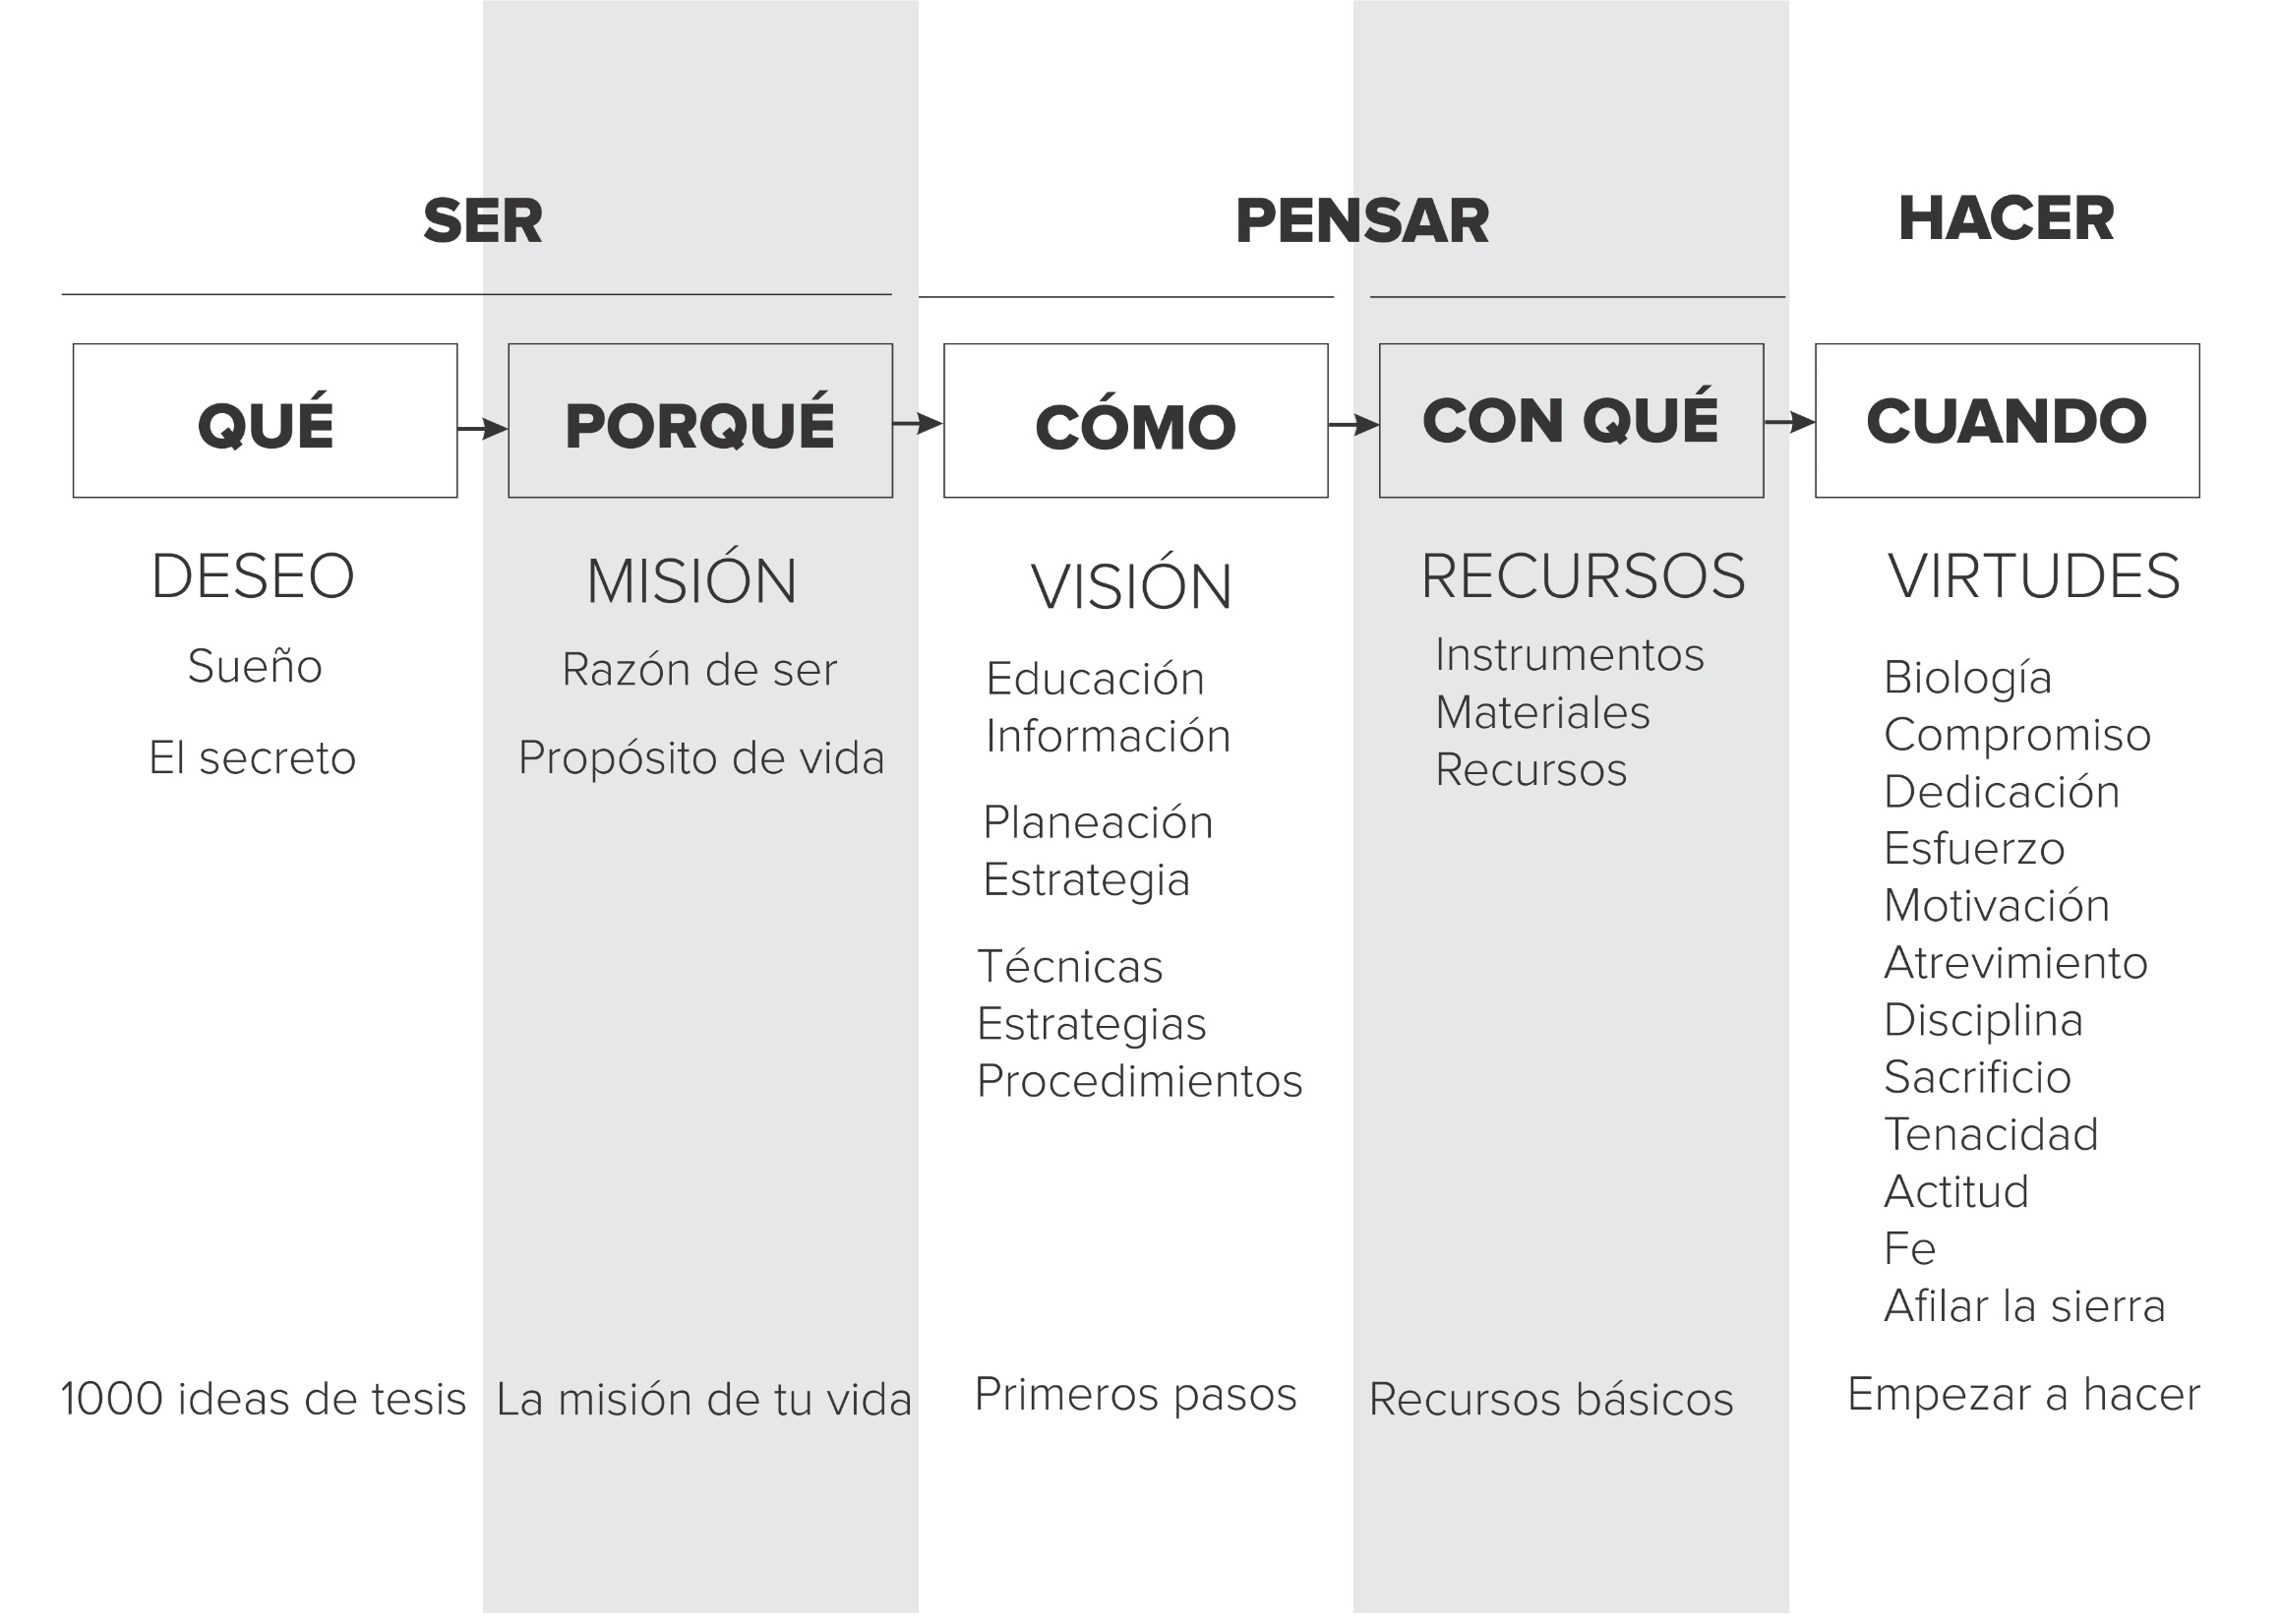 SER
PENSAR
HACER
QUÉ
PORQUÉ
CÓMO
CON QUÉ
CUANDO
DESEO
Sueño
El secreto
1000 ideas de tesis
MISIÓN
Razón de ser
Propósito de vida
La misión de tu vida
VISIÓN
Educación
Información
Planeación
Estrategia
Técnicas
Estrategias
Procedimientos
Primeros pasos
RECURSOS
Instrumentos
Materiales
Recursos
Recursos básicos
VIRTUDES
Biología
Compromiso
Dedicación
Esfuerzo
Motivación
Atrevimiento
Disciplina
Sacrificio
Tenacidad
Actitud
Fe
Afilar la sierra
Empezar a hacer